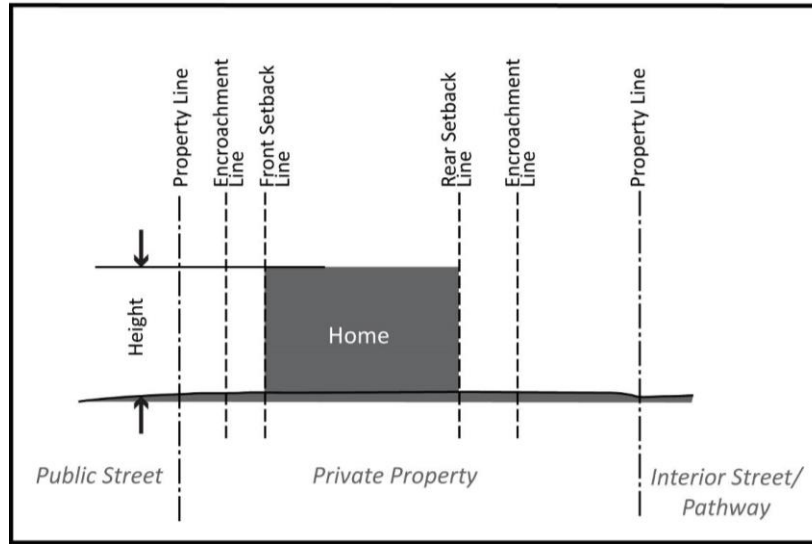 Property Line
Encroachment
Line
Front Setback
Line
Rear Setback
Line
Encroachment
Line
Property Line
Height
Home
Public Street
Private Property
Interior Street/
Pathway